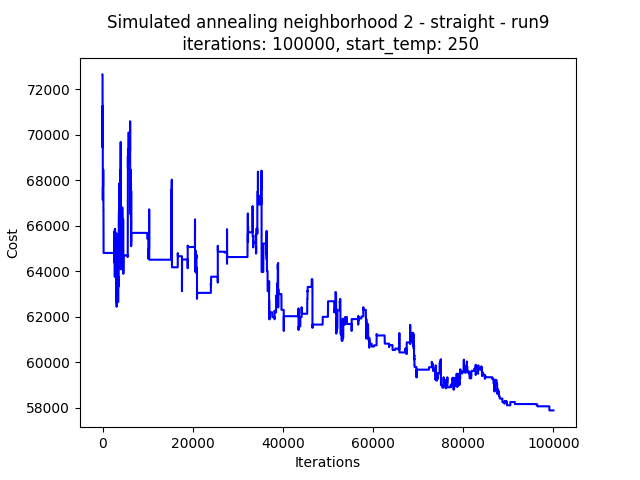 Simulated annealing neighborhood 2 - straight - run9
iterations: 100000, start_temp: 250
72000
70000
68000
66000
64000
62000
60000
58000
Cost
0 20000 40000 60000 80000 100000
Iterations